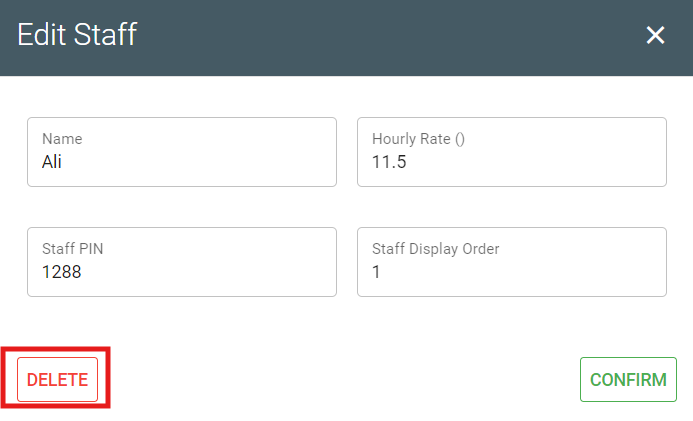 Edit Staff
Name
Ali
Hourly Rate ()
11.5
Staff PIN
1288
Staff Display Order
1
DELETE
CONFIRM